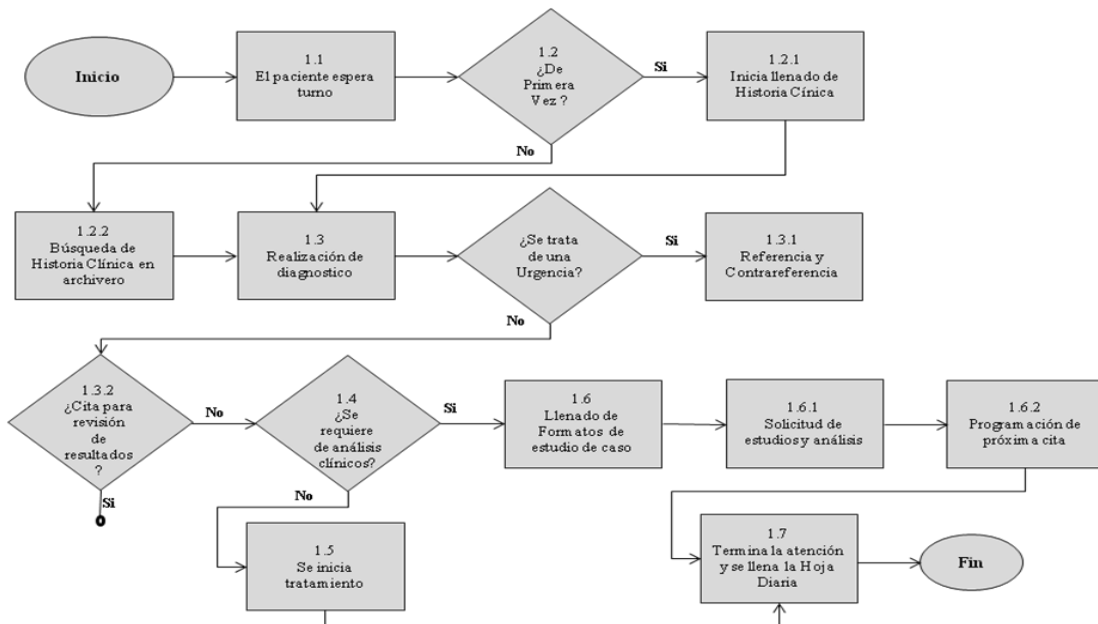 Inicio
1.1
El paciente espera
turno
1.2
¿De
Primera
Vez ?
Si
1.2.1
Inicia llenado de
Historia Cínica
No
1.2.2
Búsqueda de
Historia Clínica en
archivero
1.3
Realización de
diagnostico
¿Se trata
de una
Urgencia?
Si
1.3.1
Referencia y
Contrareferencia
No
1.3.2
¿Cita para
revisión
de
resultados
?
No
Si
1.4
¿Se
requiere
de análisis
clínicos?
Si
No
1.6
Llenado de
Formatos de
estudio de caso
1.6.1
Solicitud de
estudios y análisis
1.6.2
Programación de
próxima cita
1.5
Se inicia
tratamiento
1.7
Termina la atención
y se llena la Hoja
Diaria
Fin